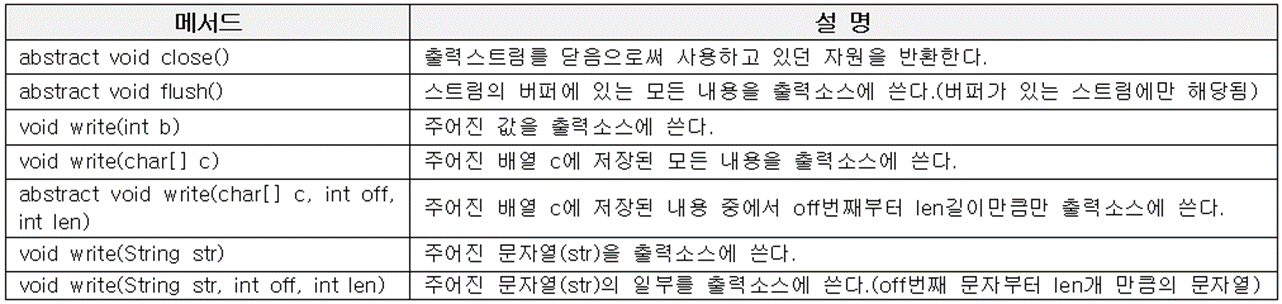 메서드 설 명
abstract void close() 출력스트림를 닫음으로써 사용하고 있던 자원을 반환한다.
abstract void flush() 스트림의 버퍼에 있는 모든 내용을 출력소스에 쓴다.(버퍼가 있는 스트림에만 해당됨)
void write(int b) 주어진 값을 출력소스에 쓴다.
void write(char[] c) 주어진 배열 c에 저장된 모든 내용을 출력소스에 쓴다.
abstract void write(char[] c, int off,
int len) 주어진 배열 c에 저장된 내용 중에서 off번째부터 len길이만큼만 출력소스에 쓴다.
void write(String str) 주어진 문자열(str)을 출력소스에 쓴다.
void write(String str, int off, int len) 주어진 문자열(str)의 일부를 출력소스에 쓴다.(off번째 문자부터 len개 만큼의 문자열)